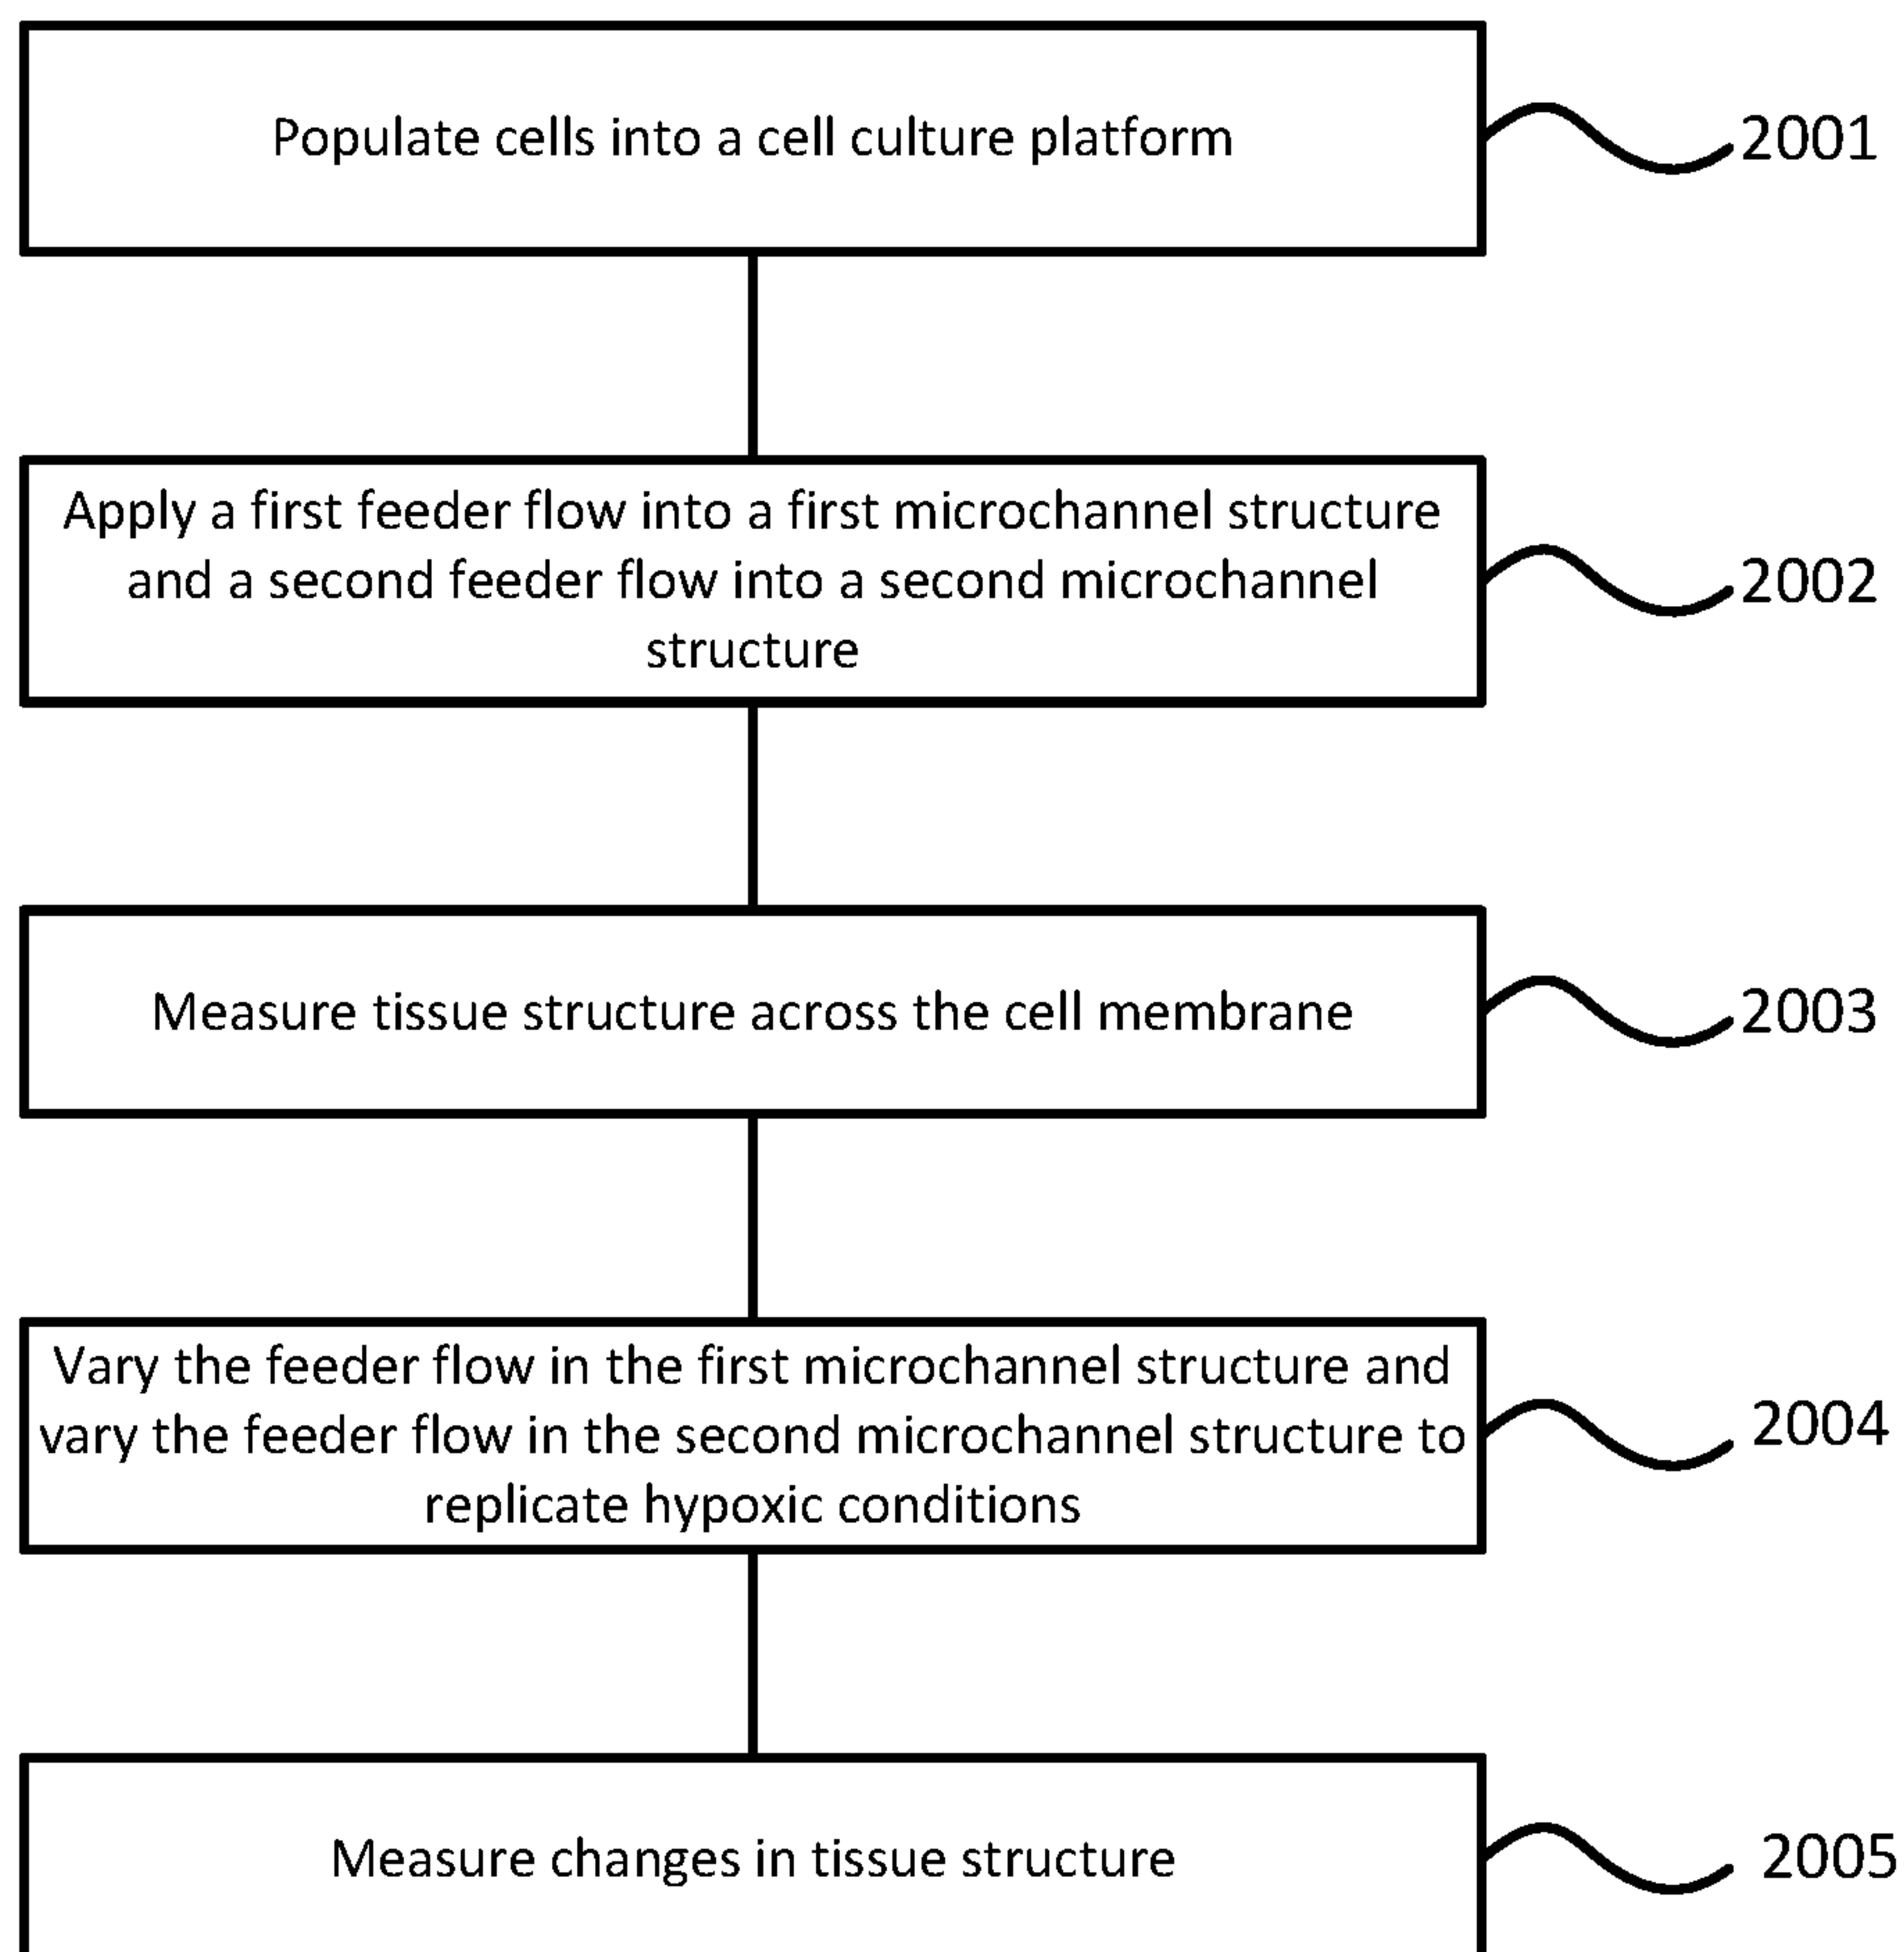 Populate cells into a cell culture platform
2001
Apply a first feeder flow into a first microchannel structure
and a second feeder flow into a second microchannel
structure
2002
Measure tissue structure across the cell membrane
2003
Vary the feeder flow in the first microchannel structure and
vary the feeder flow in the second microchannel structure to
replicate hypoxic conditions
2004
Measure changes in tissue structure
2005